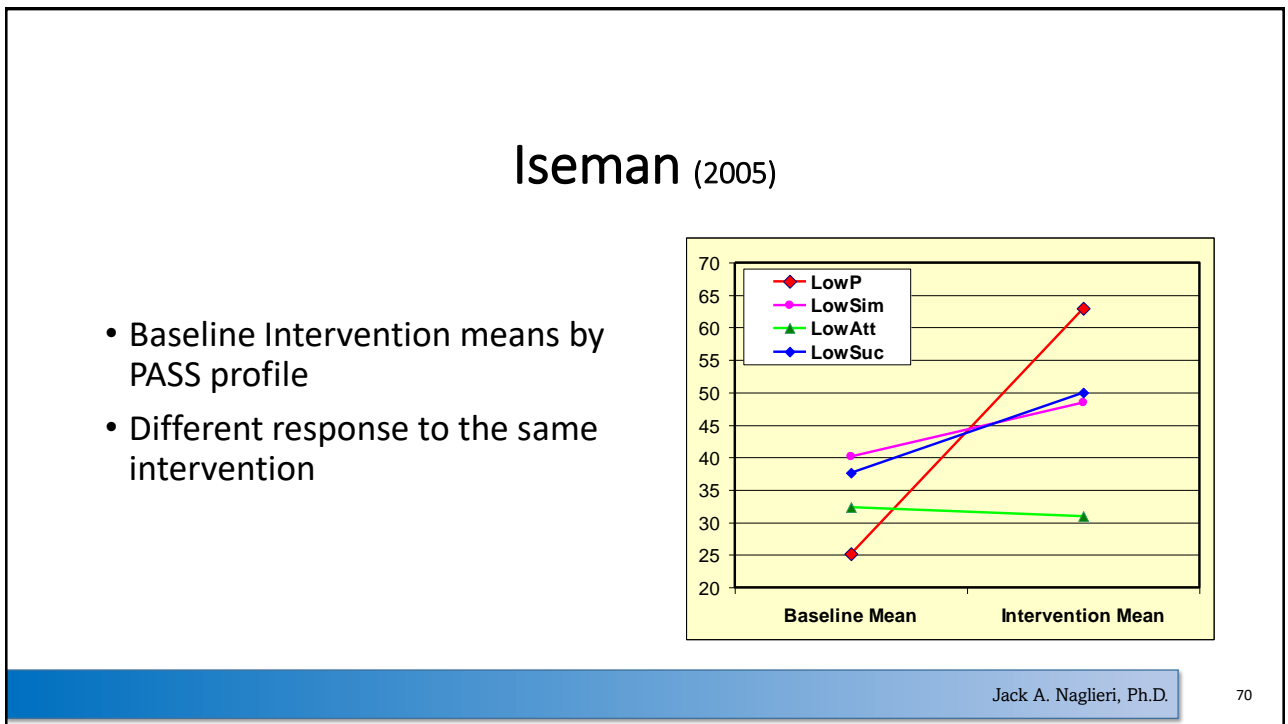 Iseman (2005)
• Baseline Intervention means by
PASS profile
• Different response to the same
intervention
70
65
60
55
50
45
40
35
30
25
20
LowP
LowSim
LowAtt
LowSuc
Baseline Mean
Intervention Mean
Jack A. Naglieri, Ph.D.
70